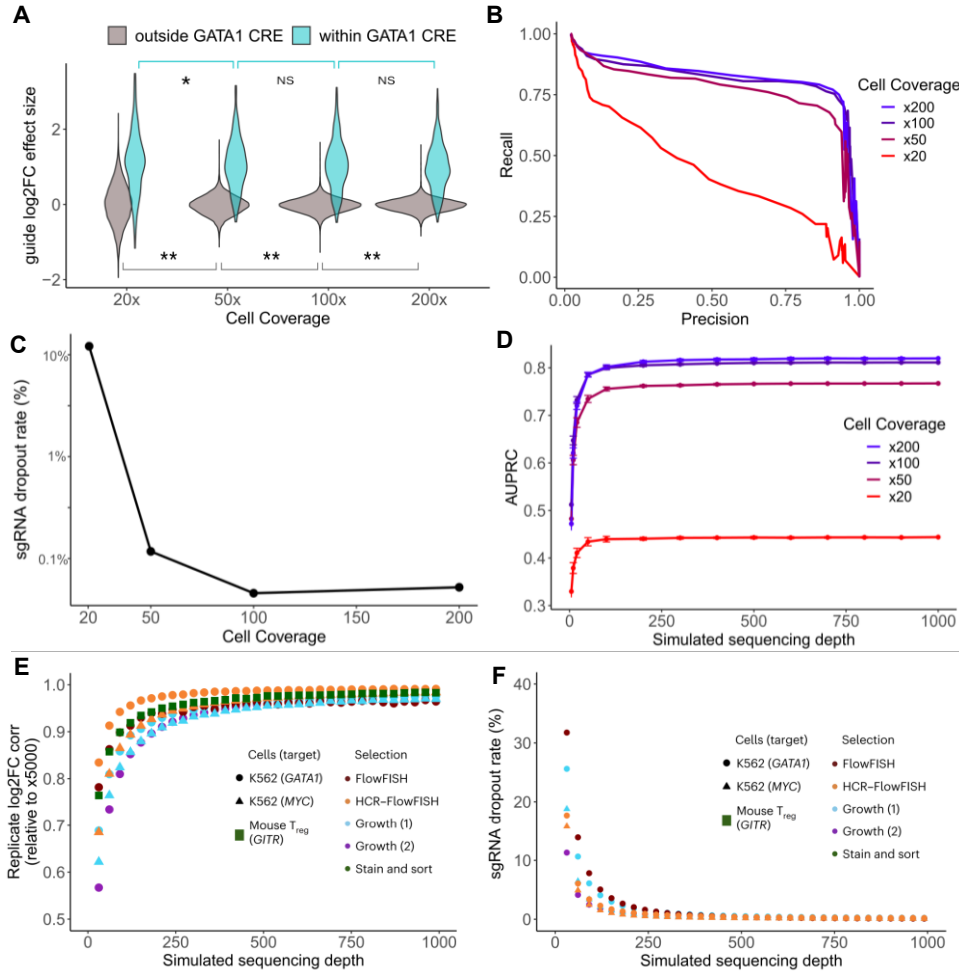 A
outside GATA1 CRE within GATA1 CRE
* NS NS
guide log2FC effect size
2
0
−2
** ** **
20x 50x 100x 200x
Cell Coverage
B
Recall
1.00
0.75
0.50
0.25
0.00
0.00 0.25 0.50 0.75 1.00
Precision
Cell Coverage
x200
x100
x50
x20
C
sgRNA dropout rate (%)
10%
1%
0.1%
20 50 100 150 200
Cell Coverage
D
AUPRC
0.8
0.7
0.6
0.5
0.4
0.3
0 250 500 750 1000
Simulated sequencing depth
Cell Coverage
x200
x100
x50
x20
E
Replicate log2FC corr
(relative to x5000)
1.0
0.9
0.8
0.7
0.6
0.5
0 250 500 750 1000
Simulated sequencing depth
Cells (target) Selection
K562 (GATA1) FlowFISH
K562 (MYC) HCR−FlowFISH
Mouse Treg
(GITR)
Growth (1)
Growth (2)
Stain and sort
F
sgRNA dropout rate (%)
40
30
20
10
0
0 250 500 750 1000
Simulated sequencing depth
Cells (target) Selection
K562 (GATA1) FlowFISH
K562 (MYC) HCR−FlowFISH
Mouse Treg
(GITR)
Growth (1)
Growth (2)
Stain and sort